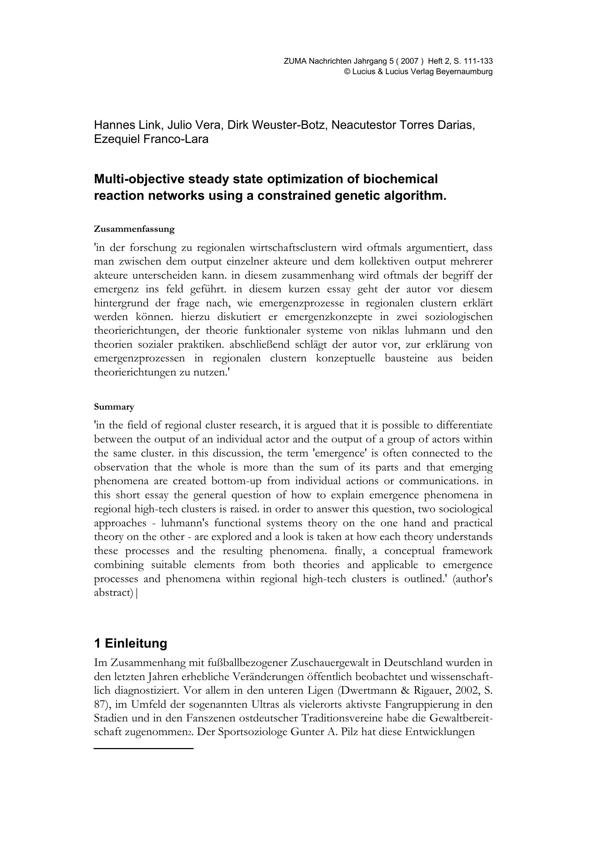 ZUMA Nachrichten Jahrgang 5 ( 2007 ) Heft 2, S. 111-133
© Lucius & Lucius Verlag Beyernaumburg
Hannes Link, Julio Vera, Dirk Weuster-Botz, Neacutestor Torres Darias,
Ezequiel Franco-Lara
Multi-objective steady state optimization of biochemical
reaction networks using a constrained genetic algorithm.
Zusammenfassung
'in der forschung zu regionalen wirtschaftsclustern wird oftmals argumentiert, dass
man zwischen dem output einzelner akteure und dem kollektiven output mehrerer
akteure unterscheiden kann. in diesem zusammenhang wird oftmals der begriff der
emergenz ins feld geführt. in diesem kurzen essay geht der autor vor diesem
hintergrund der frage nach, wie emergenzprozesse in regionalen clustern erklärt
werden können. hierzu diskutiert er emergenzkonzepte in zwei soziologischen
theorierichtungen, der theorie funktionaler systeme von niklas luhmann und den
theorien sozialer praktiken. abschließend schlägt der autor vor, zur erklärung von
emergenzprozessen in regionalen clustern konzeptuelle bausteine aus beiden
theorierichtungen zu nutzen.'
Summary
'in the field of regional cluster research, it is argued that it is possible to differentiate
between the output of an individual actor and the output of a group of actors within
the same cluster. in this discussion, the term 'emergence' is often connected to the
observation that the whole is more than the sum of its parts and that emerging
phenomena are created bottom-up from individual actions or communications. in
this short essay the general question of how to explain emergence phenomena in
regional high-tech clusters is raised. in order to answer this question, two sociological
approaches - luhmann's functional systems theory on the one hand and practical
theory on the other - are explored and a look is taken at how each theory understands
these processes and the resulting phenomena. finally, a conceptual framework
combining suitable elements from both theories and applicable to emergence
processes and phenomena within regional high-tech clusters is outlined.' (author's
abstract)|
1 Einleitung
Im Zusammenhang mit fußballbezogener Zuschauergewalt in Deutschland wurden in
den letzten Jahren erhebliche Veränderungen öffentlich beobachtet und wissenschaft-
lich diagnostiziert. Vor allem in den unteren Ligen (Dwertmann & Rigauer, 2002, S.
87), im Umfeld der sogenannten Ultras als vielerorts aktivste Fangruppierung in den
Stadien und in den Fanszenen ostdeutscher Traditionsvereine habe die Gewaltbereit-
schaft zugenommen2. Der Sportsoziologe Gunter A. Pilz hat diese Entwicklungen